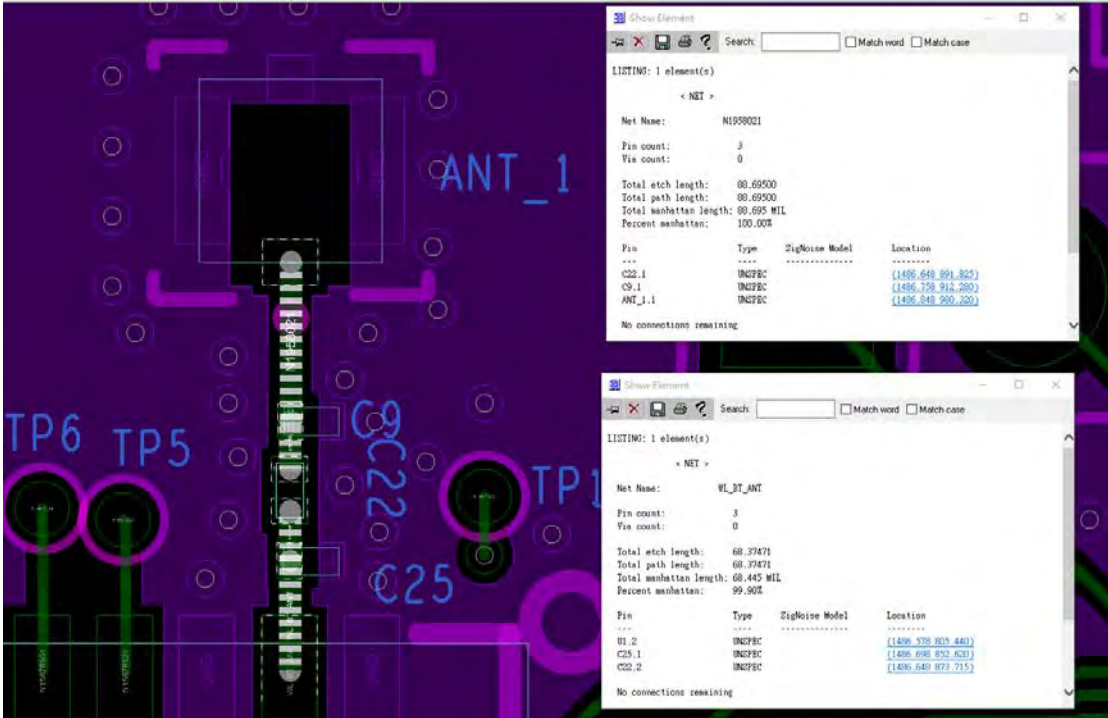 ANT_1
N1958021
C9
C22
TP6
TP5
TP1
C25
Show Element
Search:
Match word
Match case
LISTING: 1 element(s)
< NET >
Net Name: N1958021
Pin count: 3
Via count: 0
Total etch length: 88.69500
Total path length: 88.69500
Total manhattan length: 88.695 MIL
Percent manhattan: 100.00%
Pin Type SigNoise Model Location
--- ---- -------------- --------
C22.1 UNSPEC (1486.648 891.825)
C9.1 UNSPEC (1486.758 912.280)
ANT_1.1 UNSPEC (1486.848 980.320)
No connections remaining
Show Element
Search:
Match word
Match case
LISTING: 1 element(s)
< NET >
Net Name: WL_BT_ANT
Pin count: 3
Via count: 0
Total etch length: 68.37471
Total path length: 68.37471
Total manhattan length: 68.445 MIL
Percent manhattan: 99.90%
Pin Type SigNoise Model Location
--- ---- -------------- --------
U1.2 UNSPEC (1486.578 805.440)
C25.1 UNSPEC (1486.698 852.620)
C22.2 UNSPEC (1486.648 873.715)
No connections remaining